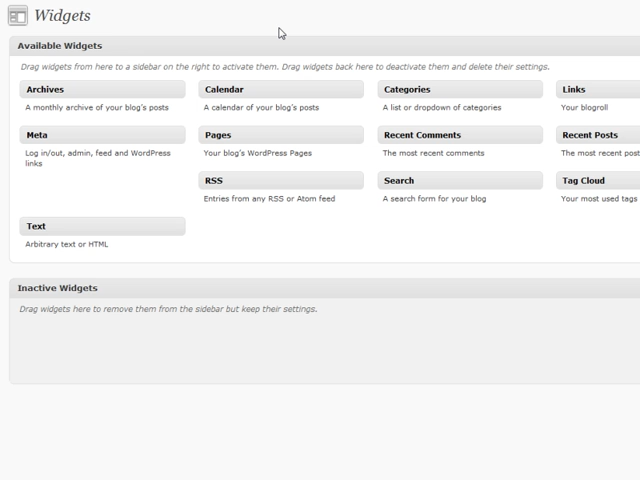 Widgets
Available Widgets
Drag widgets from here to a sidebar on the right to activate them. Drag widgets back here to deactivate them and delete their settings.
Archives Calendar Categories Links
A monthly archive of your blog's posts A calendar of your blog's posts A list or dropdown of categories Your blogroll
Meta Pages Recent Comments Recent Posts
Log in/out, admin, feed and WordPress Your blog's WordPress Pages The most recent comments The most recent post
links
RSS Search Tag Cloud
Entries from any RSS or Atom feed A search form for your blog Your most used tags
Text
Arbitrary text or HTML
Inactive Widgets
Drag widgets here to remove them from the sidebar but keep their settings.